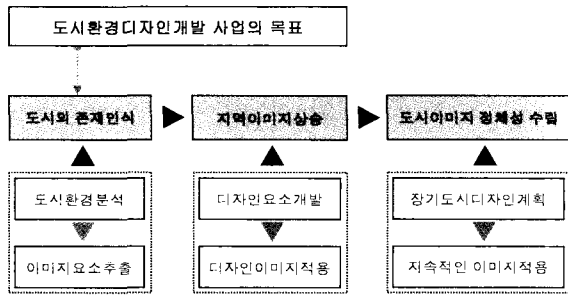 도시환경디자인개발 사업의 목표
도시의 존재인식
지역이미지상승
도시이미지 정체성 수립
도시환경분석
디자인요소개발
장기도시디자인계획
이미지요소추출
디자인이미지적용
지속적인 이미지적용